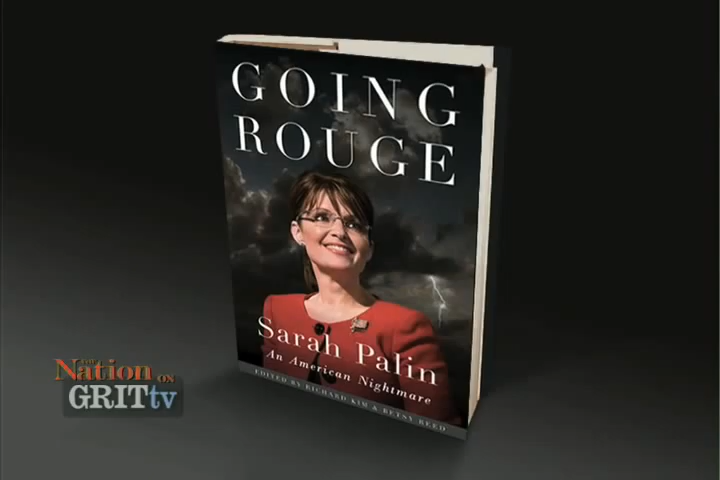 GOING
ROUGE
Sarah Palin
An American Nightmare
EDITED BY RICHARD KIM & BETSY REED
THE
Nation ON
GRITtv